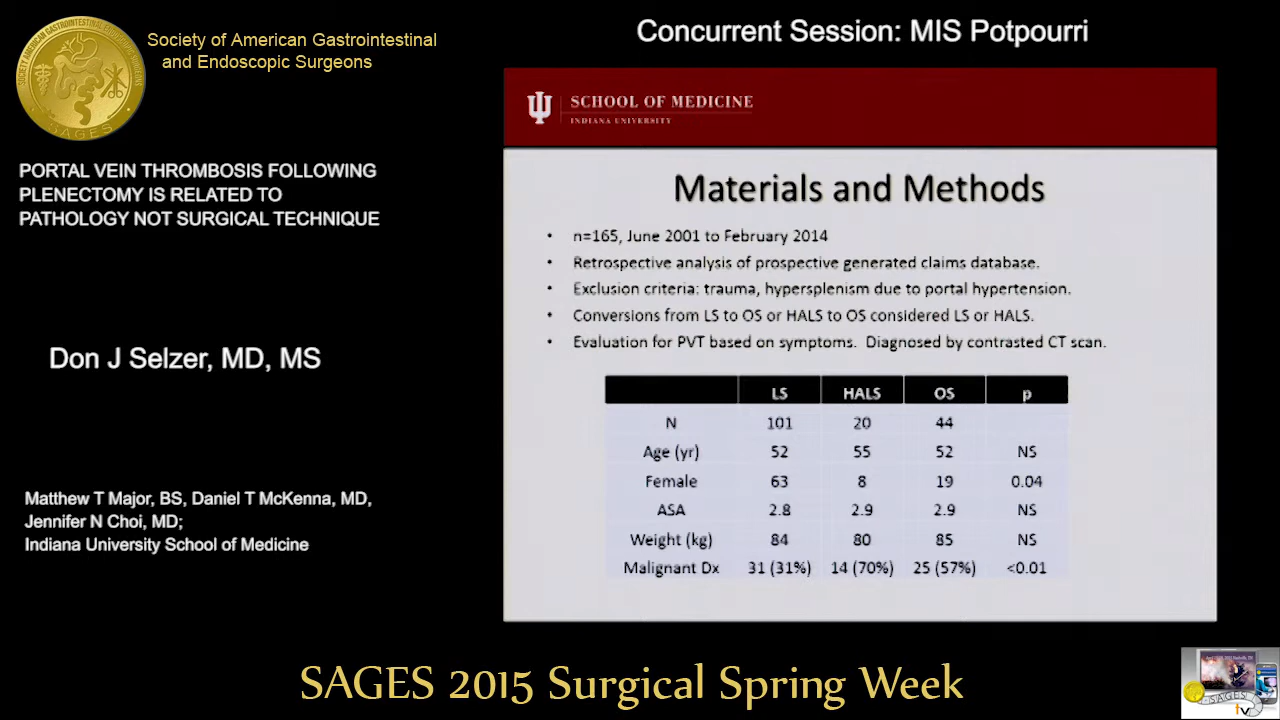 Society of American Gastrointestinal
and Endoscopic Surgeons
SAGES
PORTAL VEIN THROMBOSIS FOLLOWING
PLENECTOMY IS RELATED TO
PATHOLOGY NOT SURGICAL TECHNIQUE
Don J Selzer, MD, MS
Matthew T Major, BS, Daniel T McKenna, MD,
Jennifer N Choi, MD;
Indiana University School of Medicine
Concurrent Session: MIS Potpourri
SCHOOL OF MEDICINE
INDIANA UNIVERSITY
Materials and Methods
• n=165, June 2001 to February 2014
• Retrospective analysis of prospective generated claims database.
• Exclusion criteria: trauma, hypersplenism due to portal hypertension.
• Conversions from LS to OS or HALS to OS considered LS or HALS.
• Evaluation for PVT based on symptoms. Diagnosed by contrasted CT scan.
LS HALS OS p
N 101 20 44
Age (yr) 52 55 52 NS
Female 63 8 19 0.04
ASA 2.8 2.9 2.9 NS
Weight (kg) 84 80 85 NS
Malignant Dx 31 (31%) 14 (70%) 25 (57%) <0.01
SAGES 2015 Surgical Spring Week
SAGES
tv